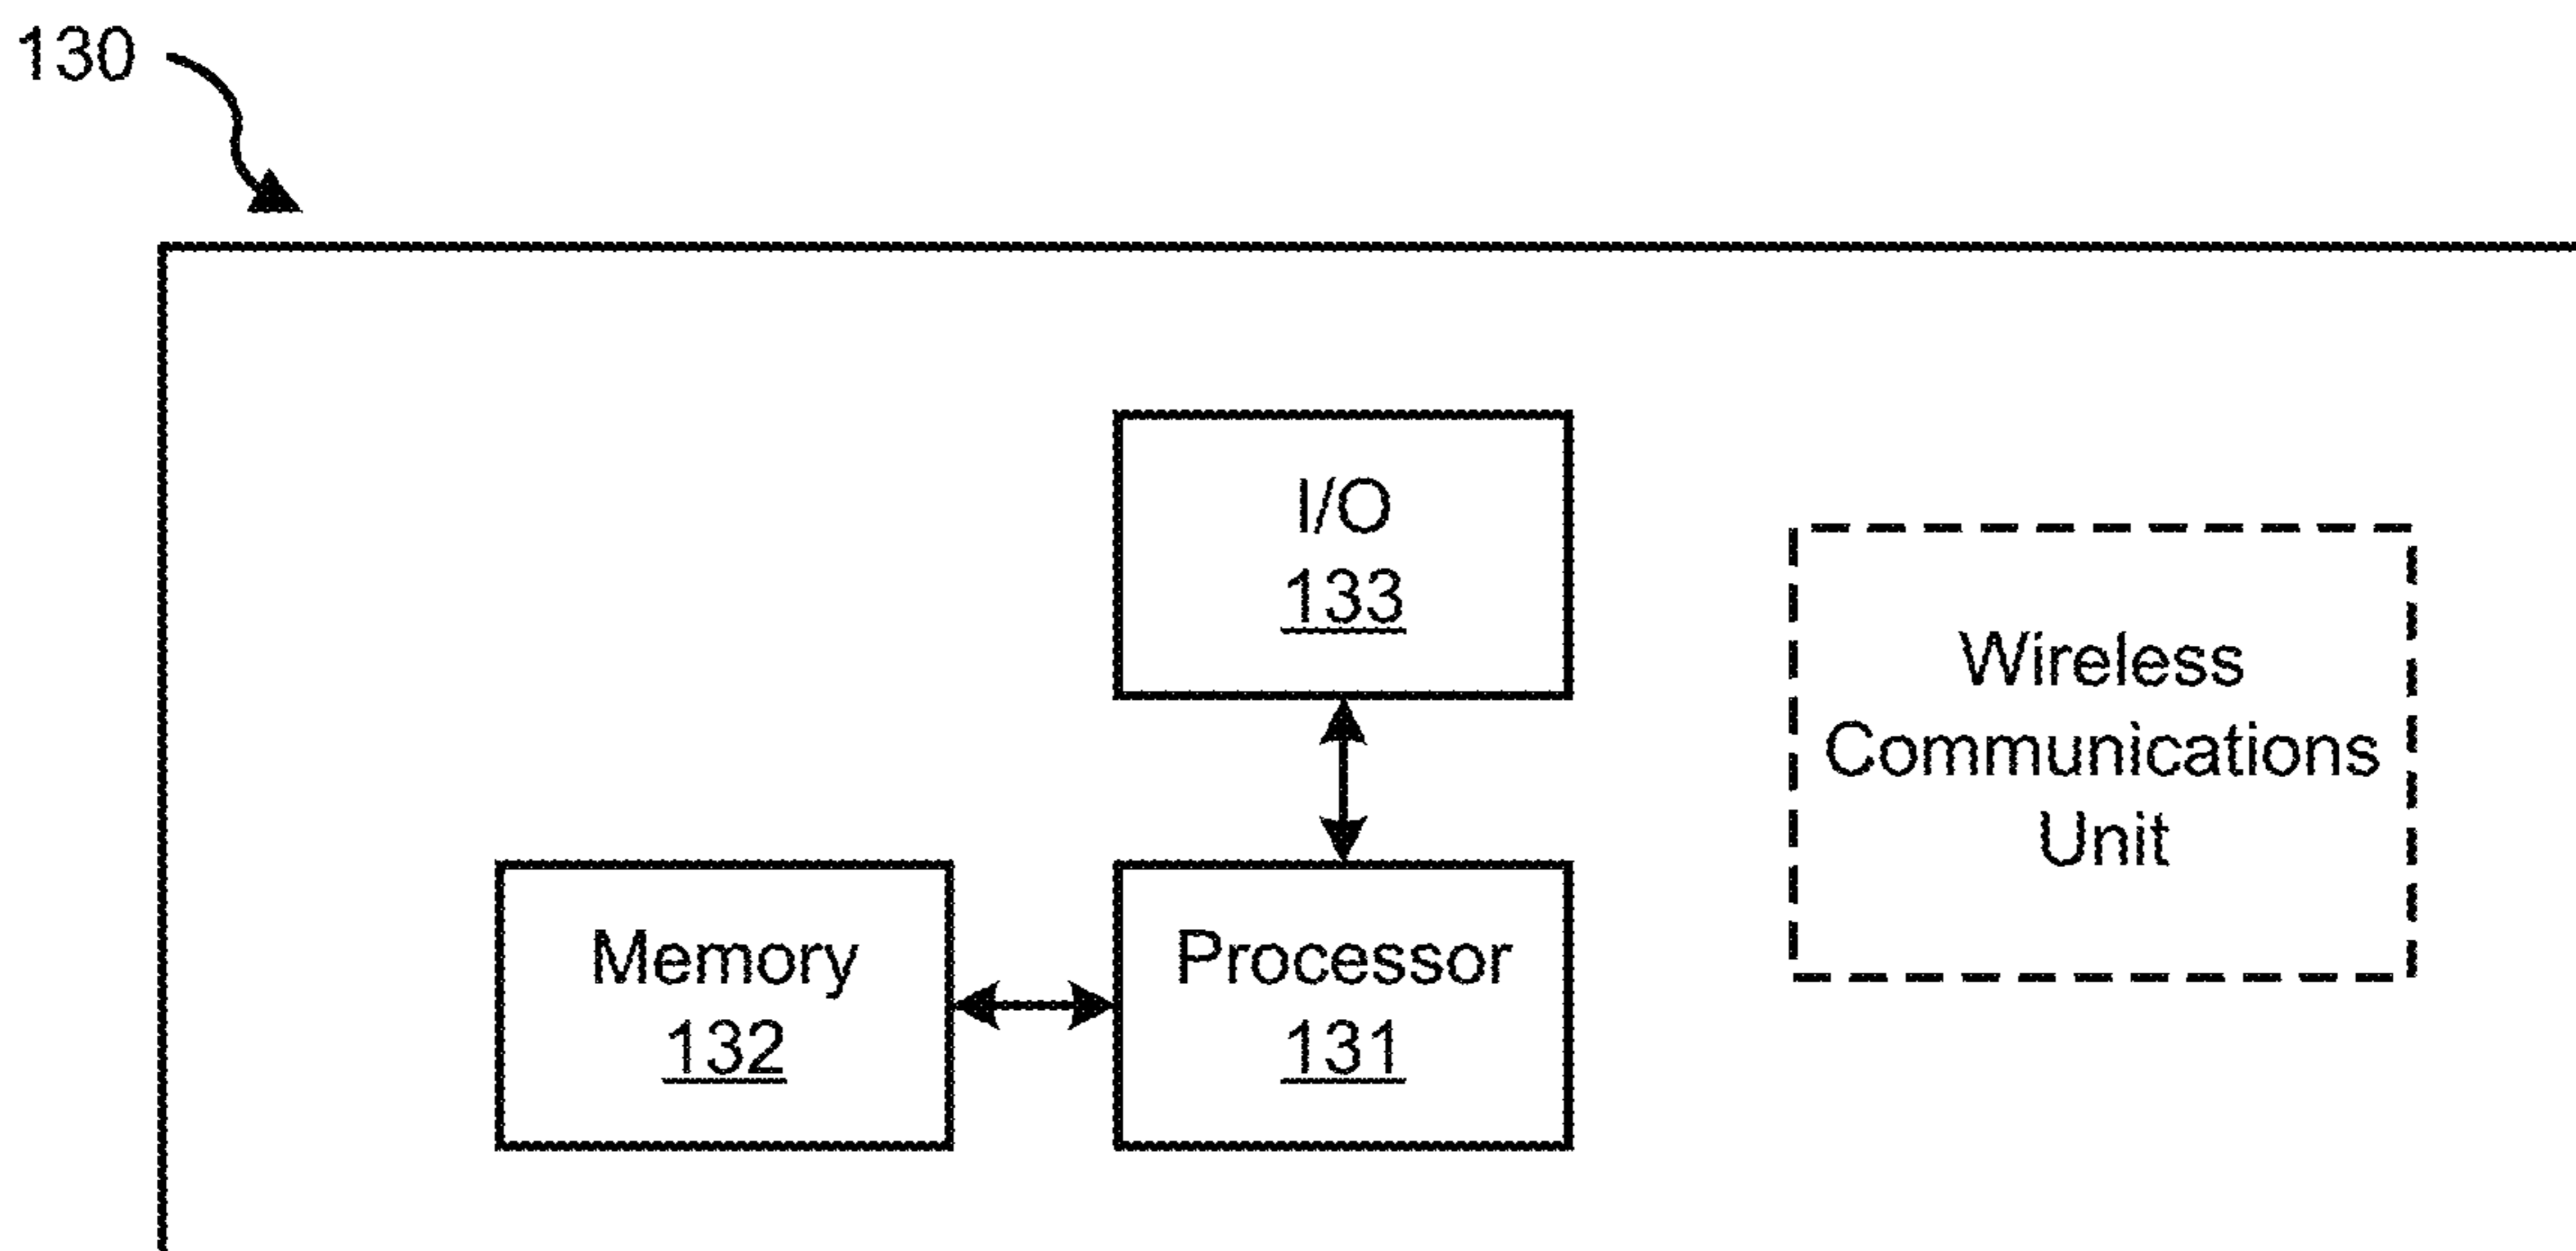 130
I/O
133
Wireless
Communications
Unit
Memory
132
Processor
131